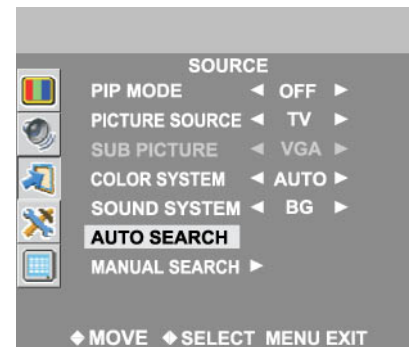 SOURCE
PIP MODE ◄ OFF ►
PICTURE SOURCE ◄ TV ►
SUB PICTURE ◄ VGA ►
COLOR SYSTEM ◄ AUTO ►
SOUND SYSTEM ◄ BG ►
AUTO SEARCH
MANUAL SEARCH ►
◆ MOVE ◆ SELECT MENU EXIT